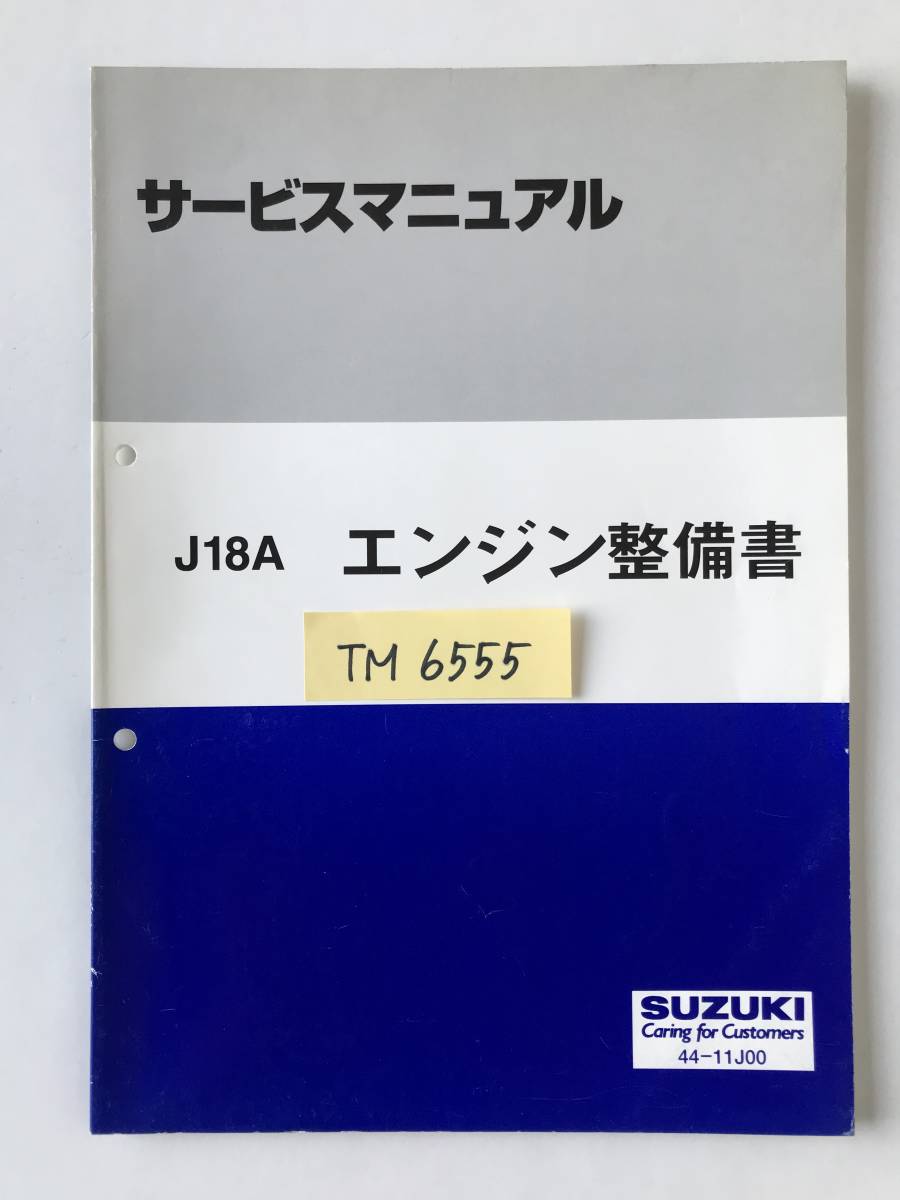 サービスマニュアル
J18A エンジン整備書
TM 6555
SUZUKI
Caring for Customers
44-11J00